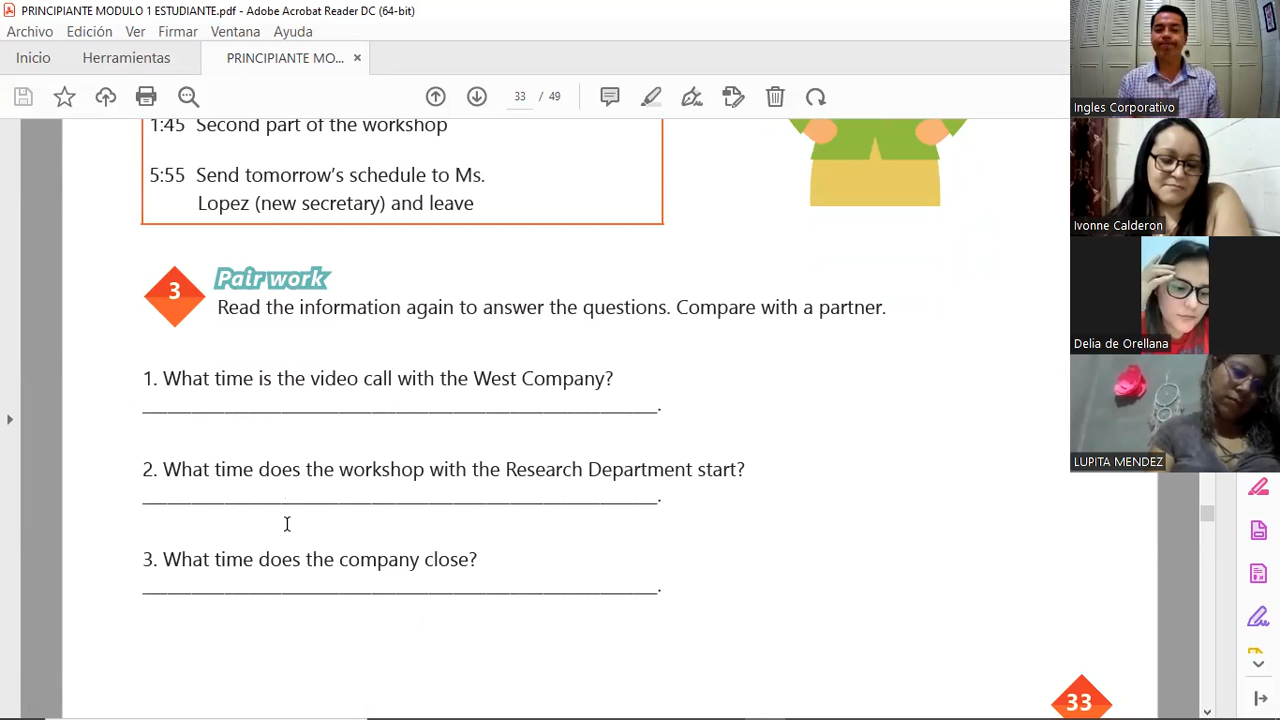 PRINCIPIANTE MODULO 1 ESTUDIANTE.pdf - Adobe Acrobat Reader DC (64-bit)
Archivo Edición Ver Firmar Ventana Ayuda
Inicio Herramientas PRINCIPIANTE MO... ×
33 / 49
1:45 Second part of the workshop
5:55 Send tomorrow's schedule to Ms.
Lopez (new secretary) and leave
3 Pair work
Read the information again to answer the questions. Compare with a partner.
1. What time is the video call with the West Company?
2. What time does the workshop with the Research Department start?
3. What time does the company close?
33
Ingles Corporativo
Ivonne Calderon
Delia de Orellana
LUPITA MENDEZ